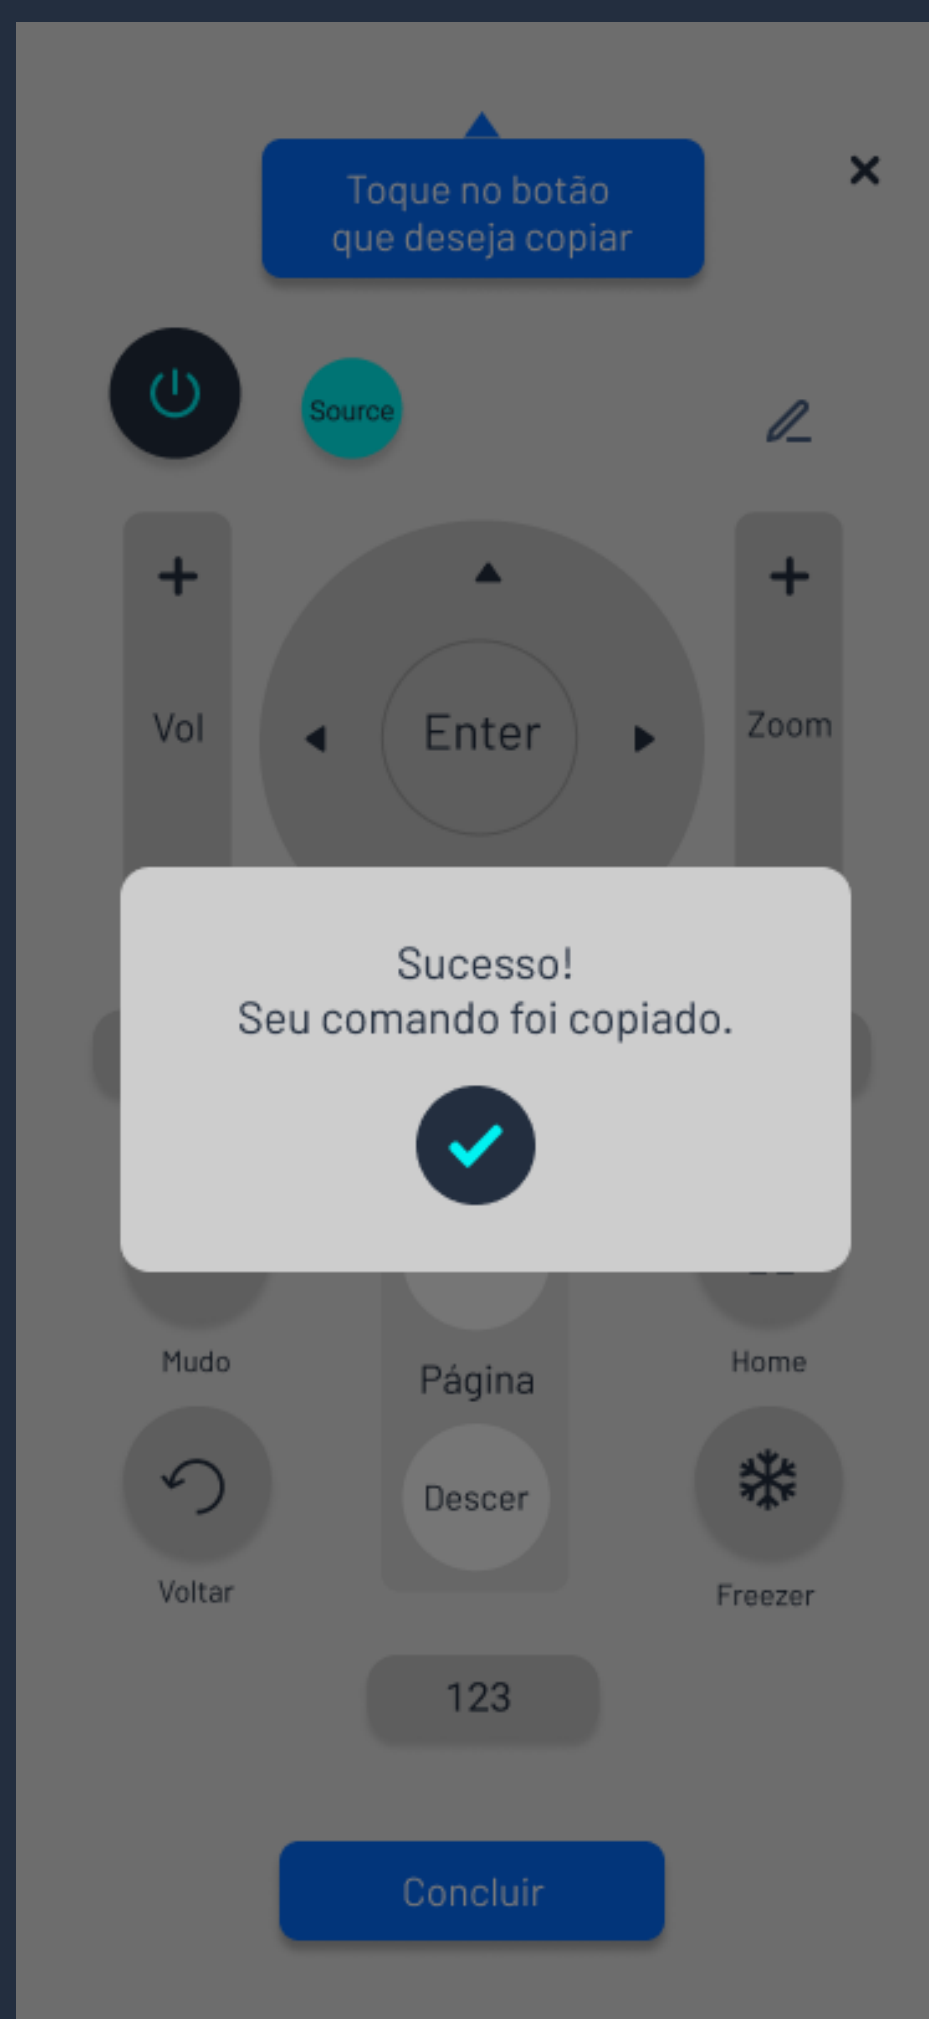 Toque no botão
que deseja copiar
Source
Vol
Enter
Zoom
Sucesso!
Seu comando foi copiado.
Mudo
Página
Home
Descer
Voltar
Freezer
123
Concluir